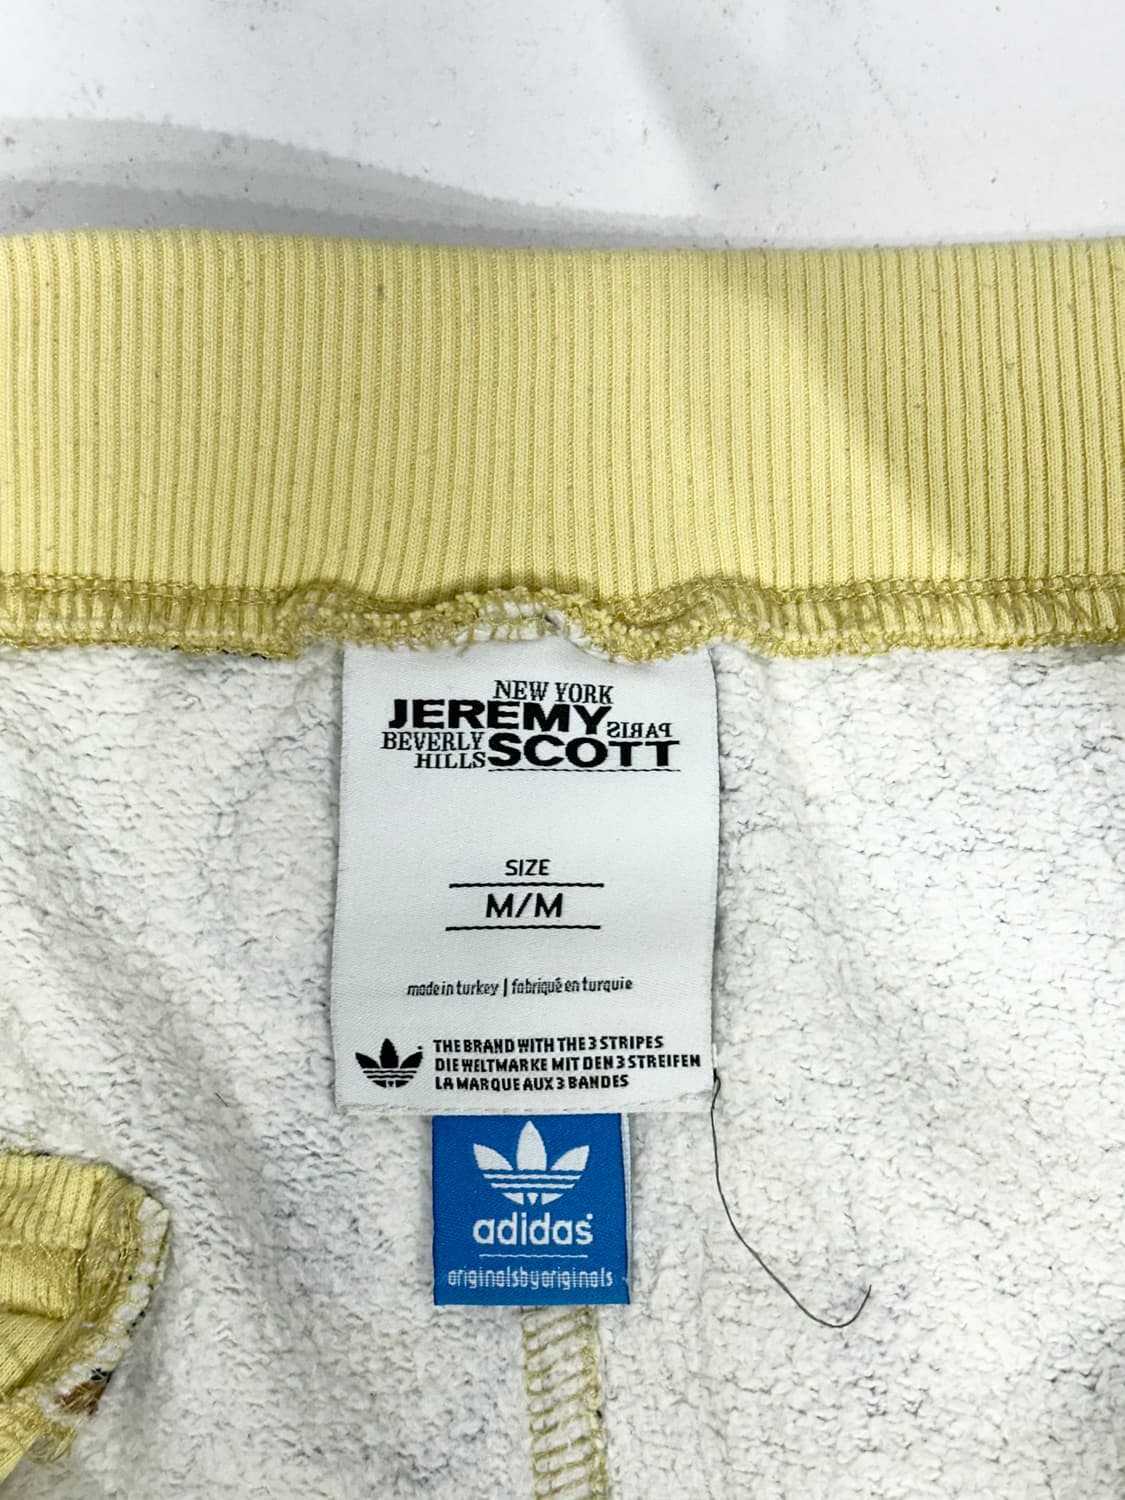 NEW YORK
JEREMY PARIS
BEVERLY SCOTT
HILLS
SIZE
M/M
made in turkey | fabriqué en turquie
THE BRAND WITH THE 3 STRIPES
DIE WELTMARKE MIT DEN 3 STREIFEN
LA MARQUE AUX 3 BANDES
adidas
originalsbyoriginals